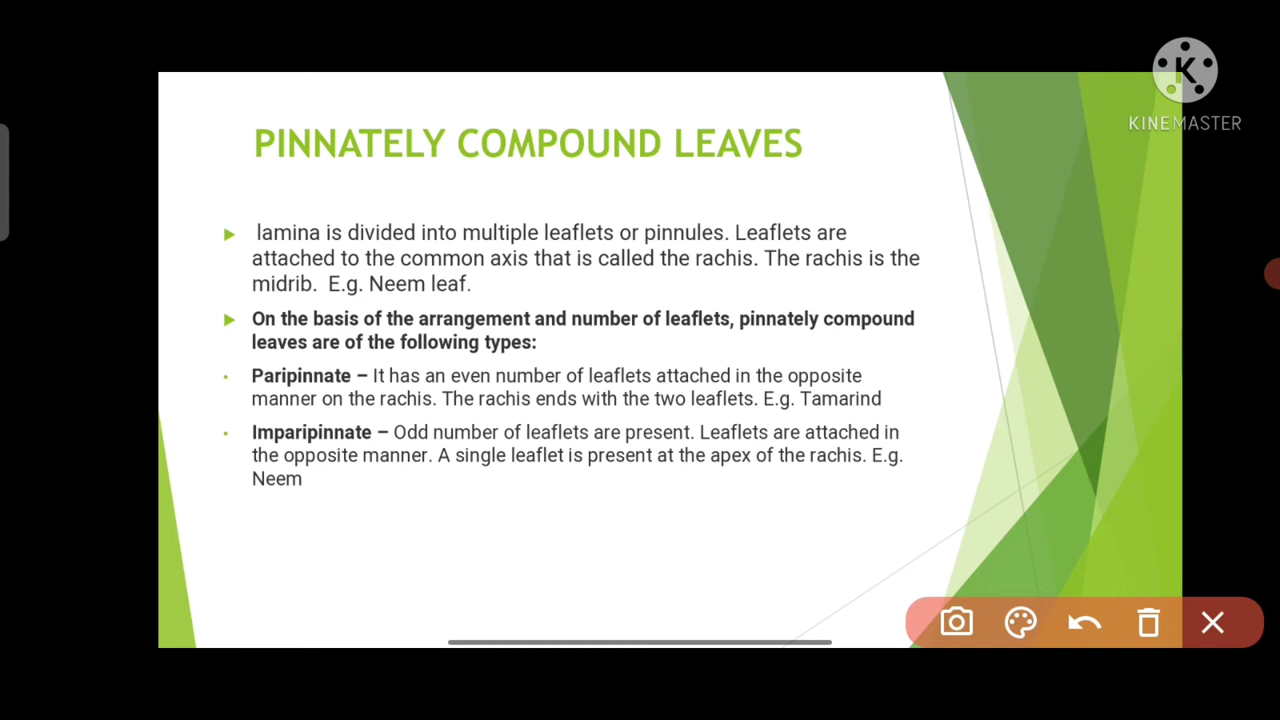 KINEMASTER
PINNATELY COMPOUND LEAVES
lamina is divided into multiple leaflets or pinnules. Leaflets are
attached to the common axis that is called the rachis. The rachis is the
midrib.  E.g. Neem leaf.
On the basis of the arrangement and number of leaflets, pinnately compound
leaves are of the following types:
Paripinnate – It has an even number of leaflets attached in the opposite
manner on the rachis. The rachis ends with the two leaflets. E.g. Tamarind
Imparipinnate – Odd number of leaflets are present. Leaflets are attached in
the opposite manner. A single leaflet is present at the apex of the rachis. E.g.
Neem